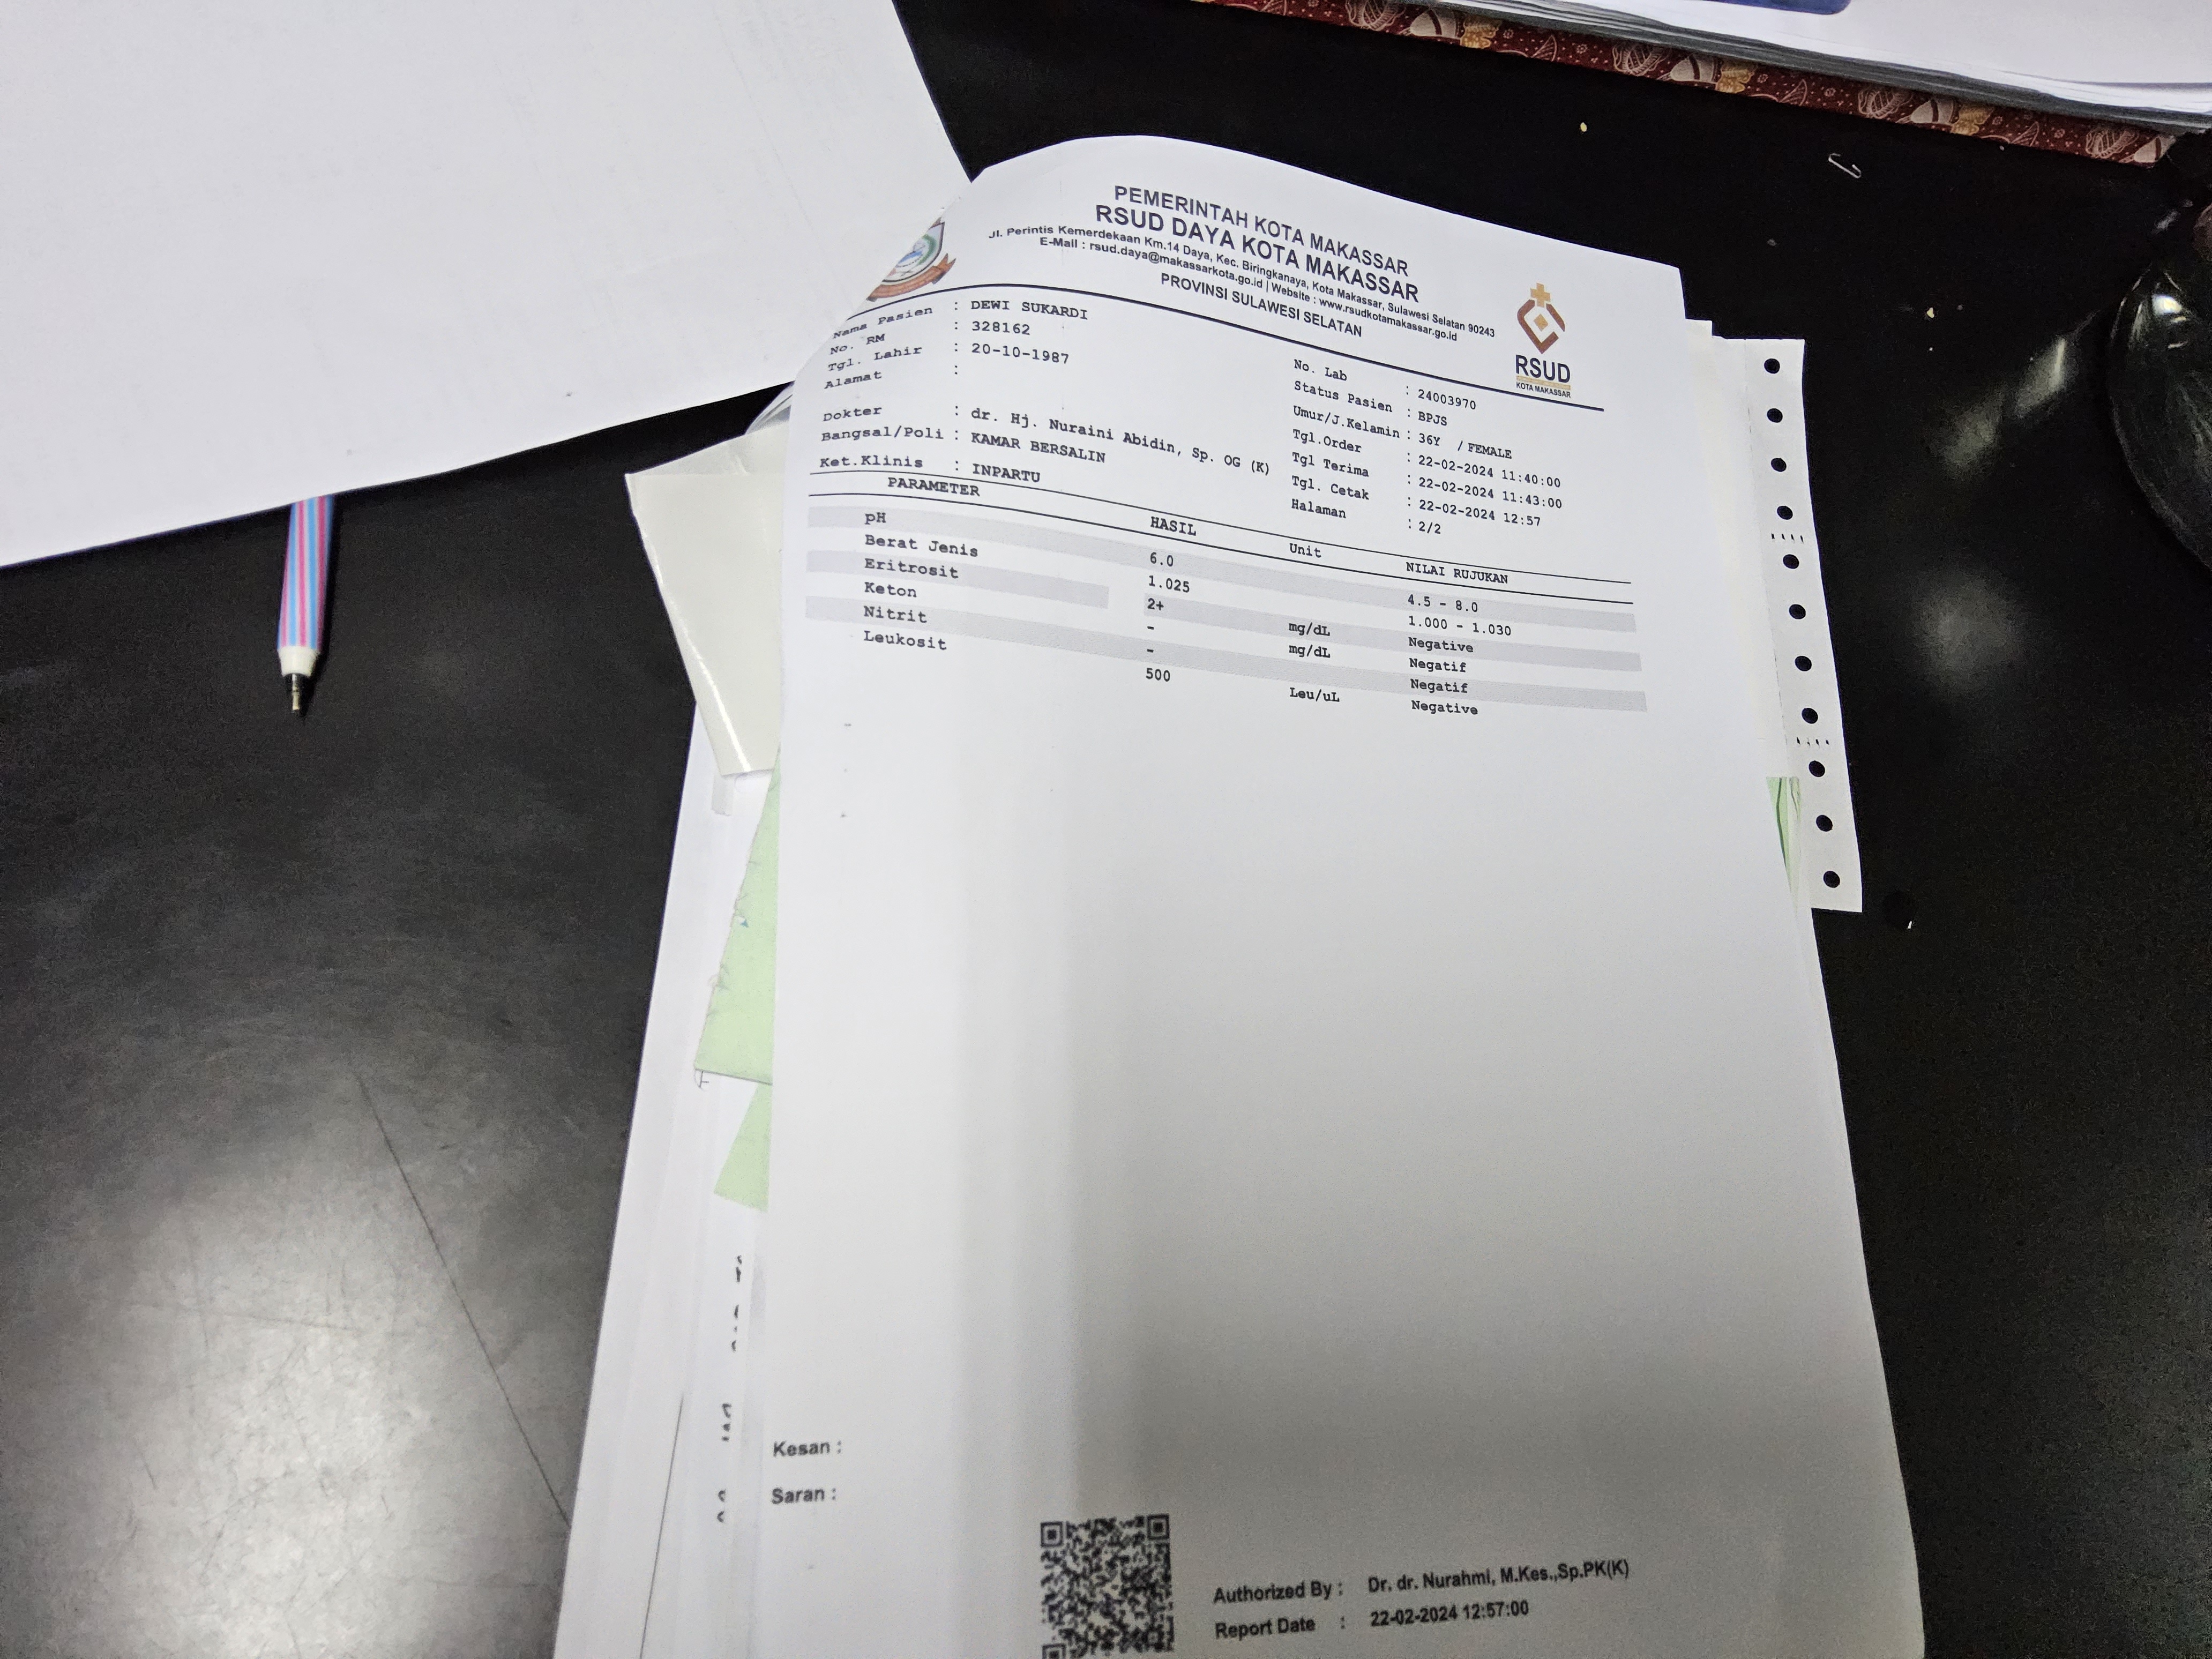 PEMERINTAH KOTA MAKASSAR
RSUD DAYA KOTA MAKASSAR
Jl. Perintis Kemerdekaan Km.14 Daya, Kec. Biringkanaya, Kota Makassar, Sulawesi Selatan 90243
E-Mail : rsud.daya@makassarkota.go.id | Website : www.rsudkotamakassar.go.id
PROVINSI SULAWESI SELATAN
RSUD
KOTA MAKASSAR
Nama Pasien : DEWI SUKARDI
No. RM : 328162
Tgl. Lahir : 20-10-1987
Alamat :
Dokter : dr. Hj. Nuraini Abidin, Sp. OG (K)
Bangsal/Poli : KAMAR BERSALIN
Ket.Klinis : INPARTU
No. Lab : 24003970
Status Pasien : BPJS
Umur/J.Kelamin : 36Y / FEMALE
Tgl.Order : 22-02-2024 11:40:00
Tgl Terima : 22-02-2024 11:43:00
Tgl. Cetak : 22-02-2024 12:57
Halaman : 2/2
PARAMETER HASIL Unit NILAI RUJUKAN
pH 6.0 4.5 - 8.0
Berat Jenis 1.025 1.000 - 1.030
Eritrosit 2+ mg/dL Negative
Keton - mg/dL Negatif
Nitrit - Negatif
Leukosit 500 Leu/uL Negative
Kesan :
Saran :
Authorized By : Dr. dr. Nurahmi, M.Kes.,Sp.PK(K)
Report Date : 22-02-2024 12:57:00